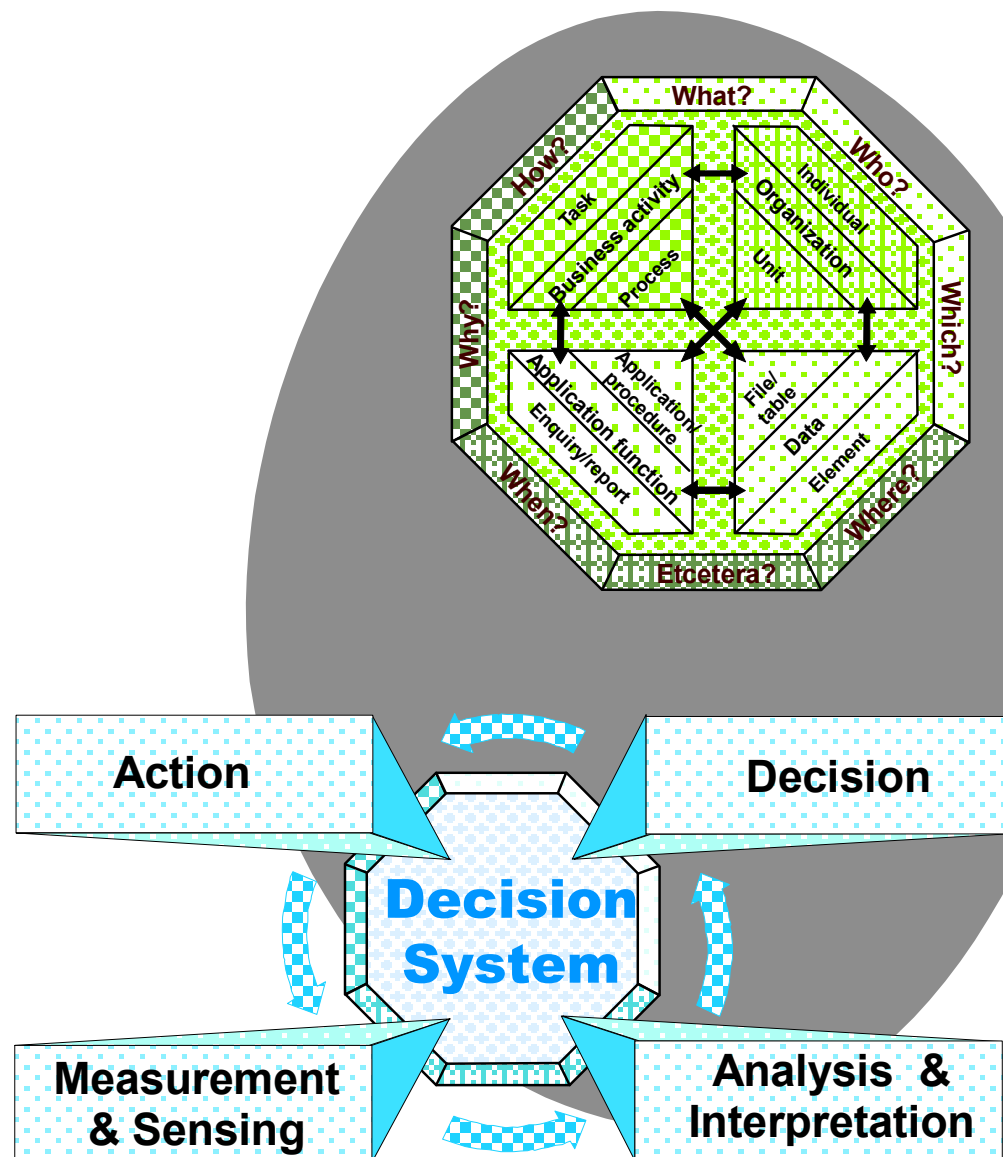 What?
Who?
Which?
Where?
Etcetera?
When?
Why?
How?
Task
Business activity
Process
Individual
Organization
Unit
Application/
procedure
Application function
Enquiry/report
File/
table
Data
Element
Action
Decision
Decision
System
Measurement
& Sensing
Analysis &
Interpretation